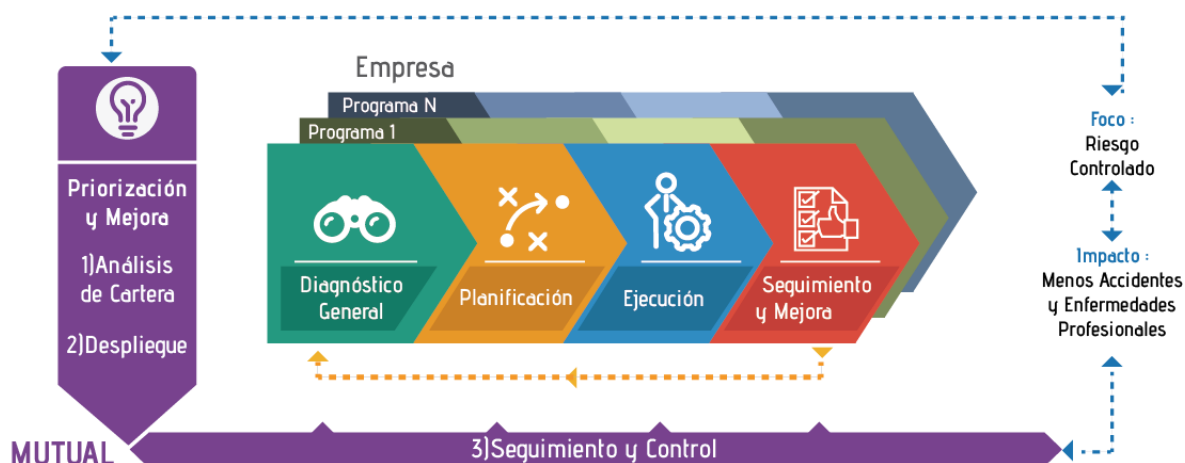 Empresa
Programa N
Programa 1
Priorización
y Mejora
1)Análisis
de Cartera
2)Despliegue
Diagnóstico
General
Planificación
Ejecución
Seguimiento
y Mejora
Foco :
Riesgo
Controlado
Impacto :
Menos Accidentes
y Enfermedades
Profesionales
MUTUAL
3)Seguimiento y Control